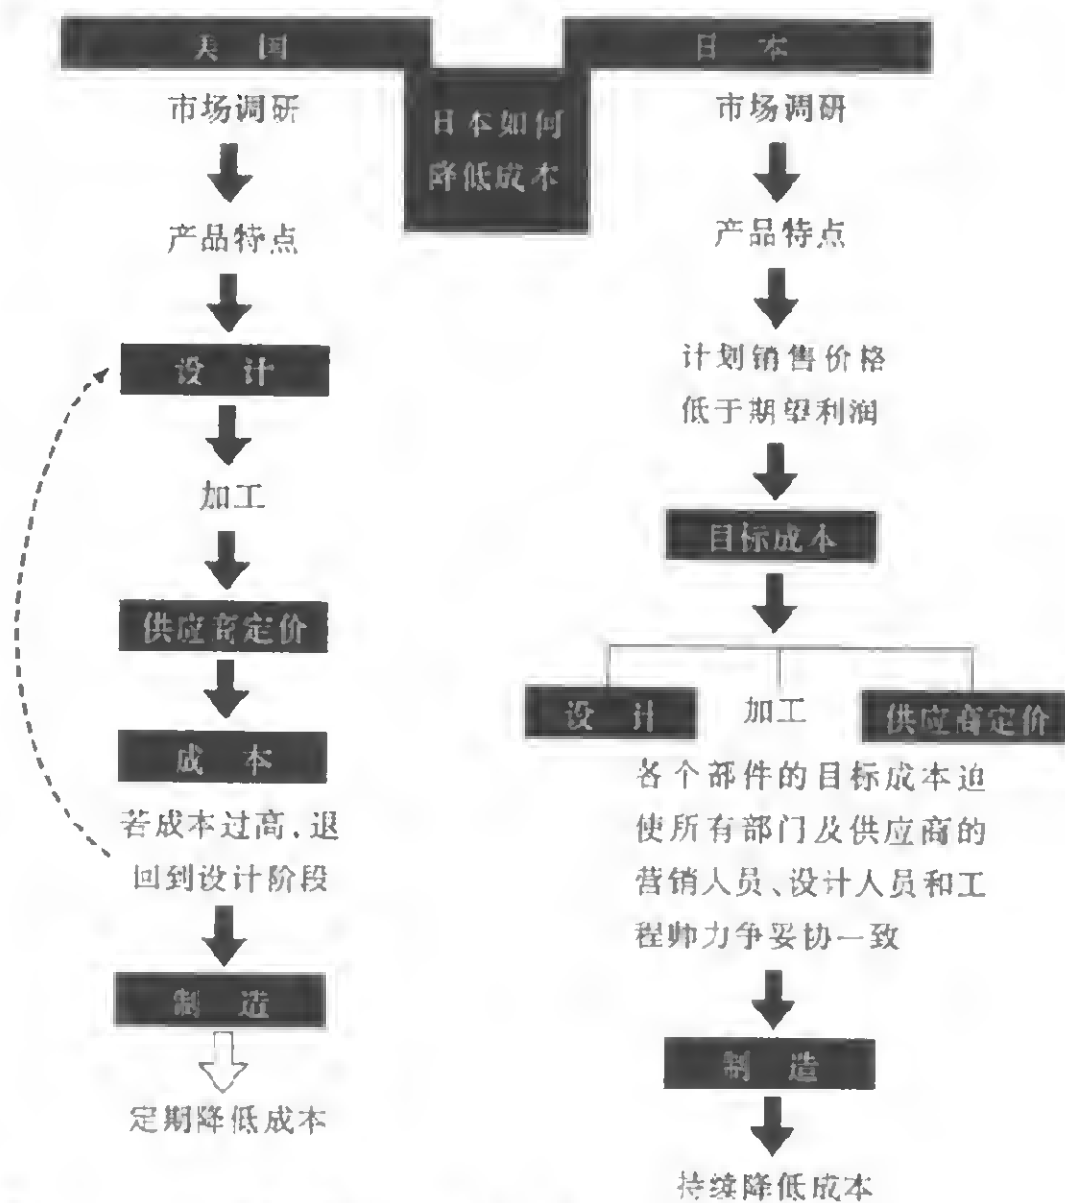 美国
日本
日本如何
降低成本
市场调研
产品特点
设计
加工
供应商定价
成本
若成本过高,退
回到设计阶段
制造
定期降低成本
市场调研
产品特点
计划销售价格
低于期望利润
目标成本
设计
加工
供应商定价
各个部件的目标成本迫
使所有部门及供应商的
营销人员、设计人员和工
程师力争妥协一致
制造
持续降低成本